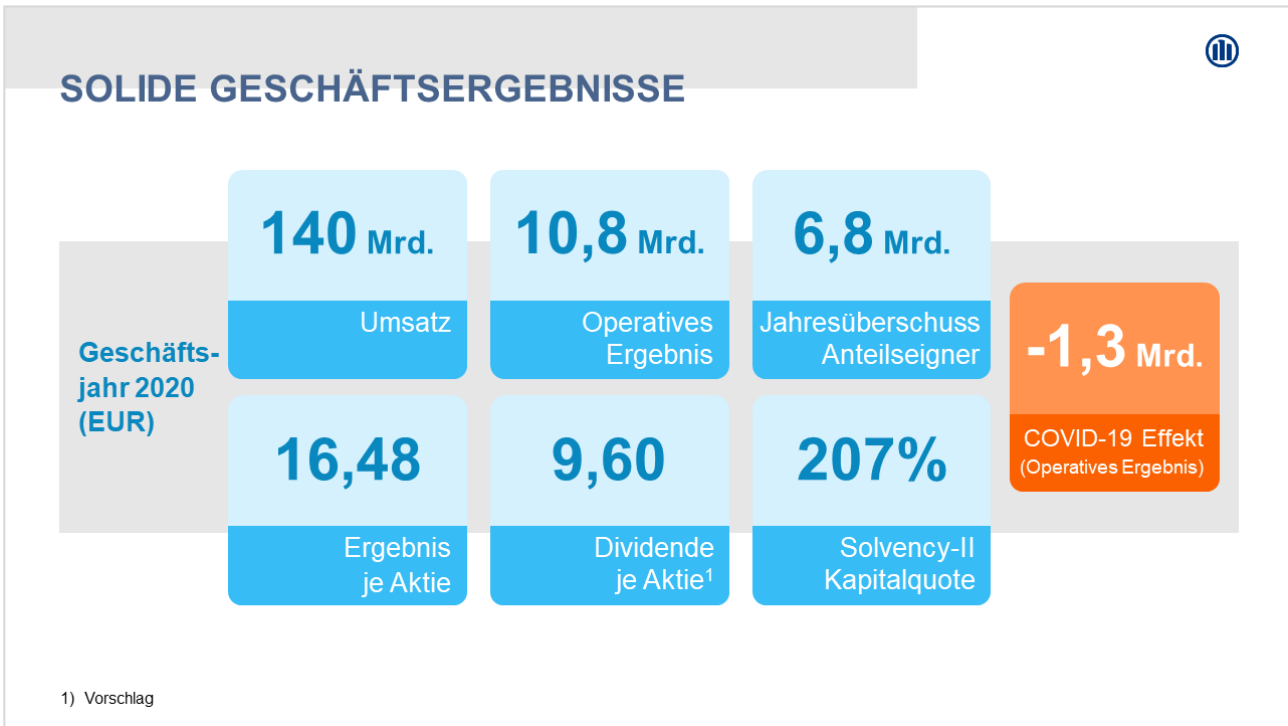 SOLIDE GESCHÄFTSERGEBNISSE
Geschäfts-
jahr 2020
(EUR)
140 Mrd.
Umsatz
10,8 Mrd.
Operatives
Ergebnis
6,8 Mrd.
Jahresüberschuss
Anteilseigner
16,48
Ergebnis
je Aktie
9,60
Dividende
je Aktie¹
207%
Solvency-II
Kapitalquote
-1,3 Mrd.
COVID-19 Effekt
(Operatives Ergebnis)
1) Vorschlag